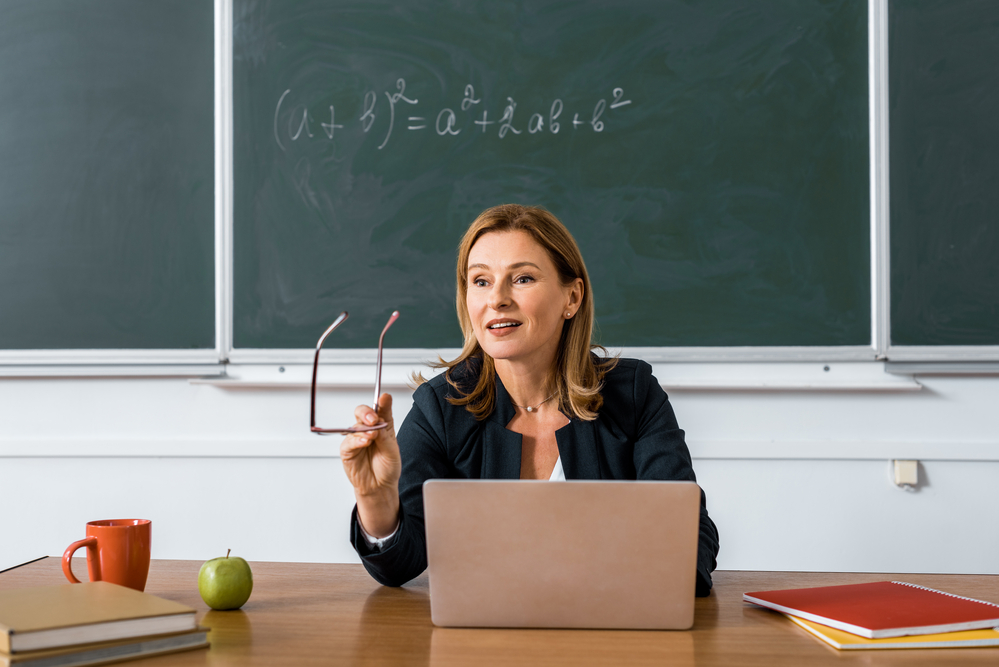 (a + b)² = a² + 2ab + b²